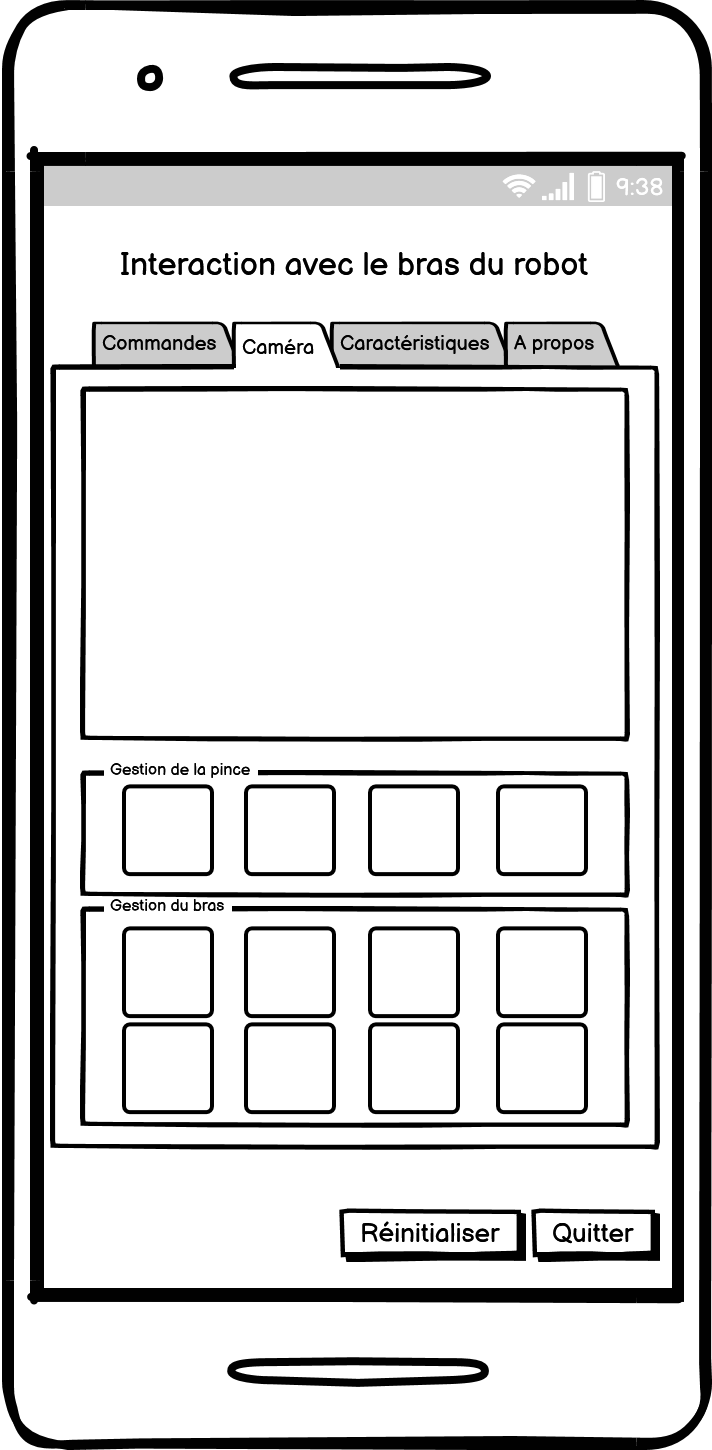 9:38
Interaction avec le bras du robot
Commandes Caméra Caractéristiques A propos
Gestion de la pince
Gestion du bras
Réinitialiser Quitter